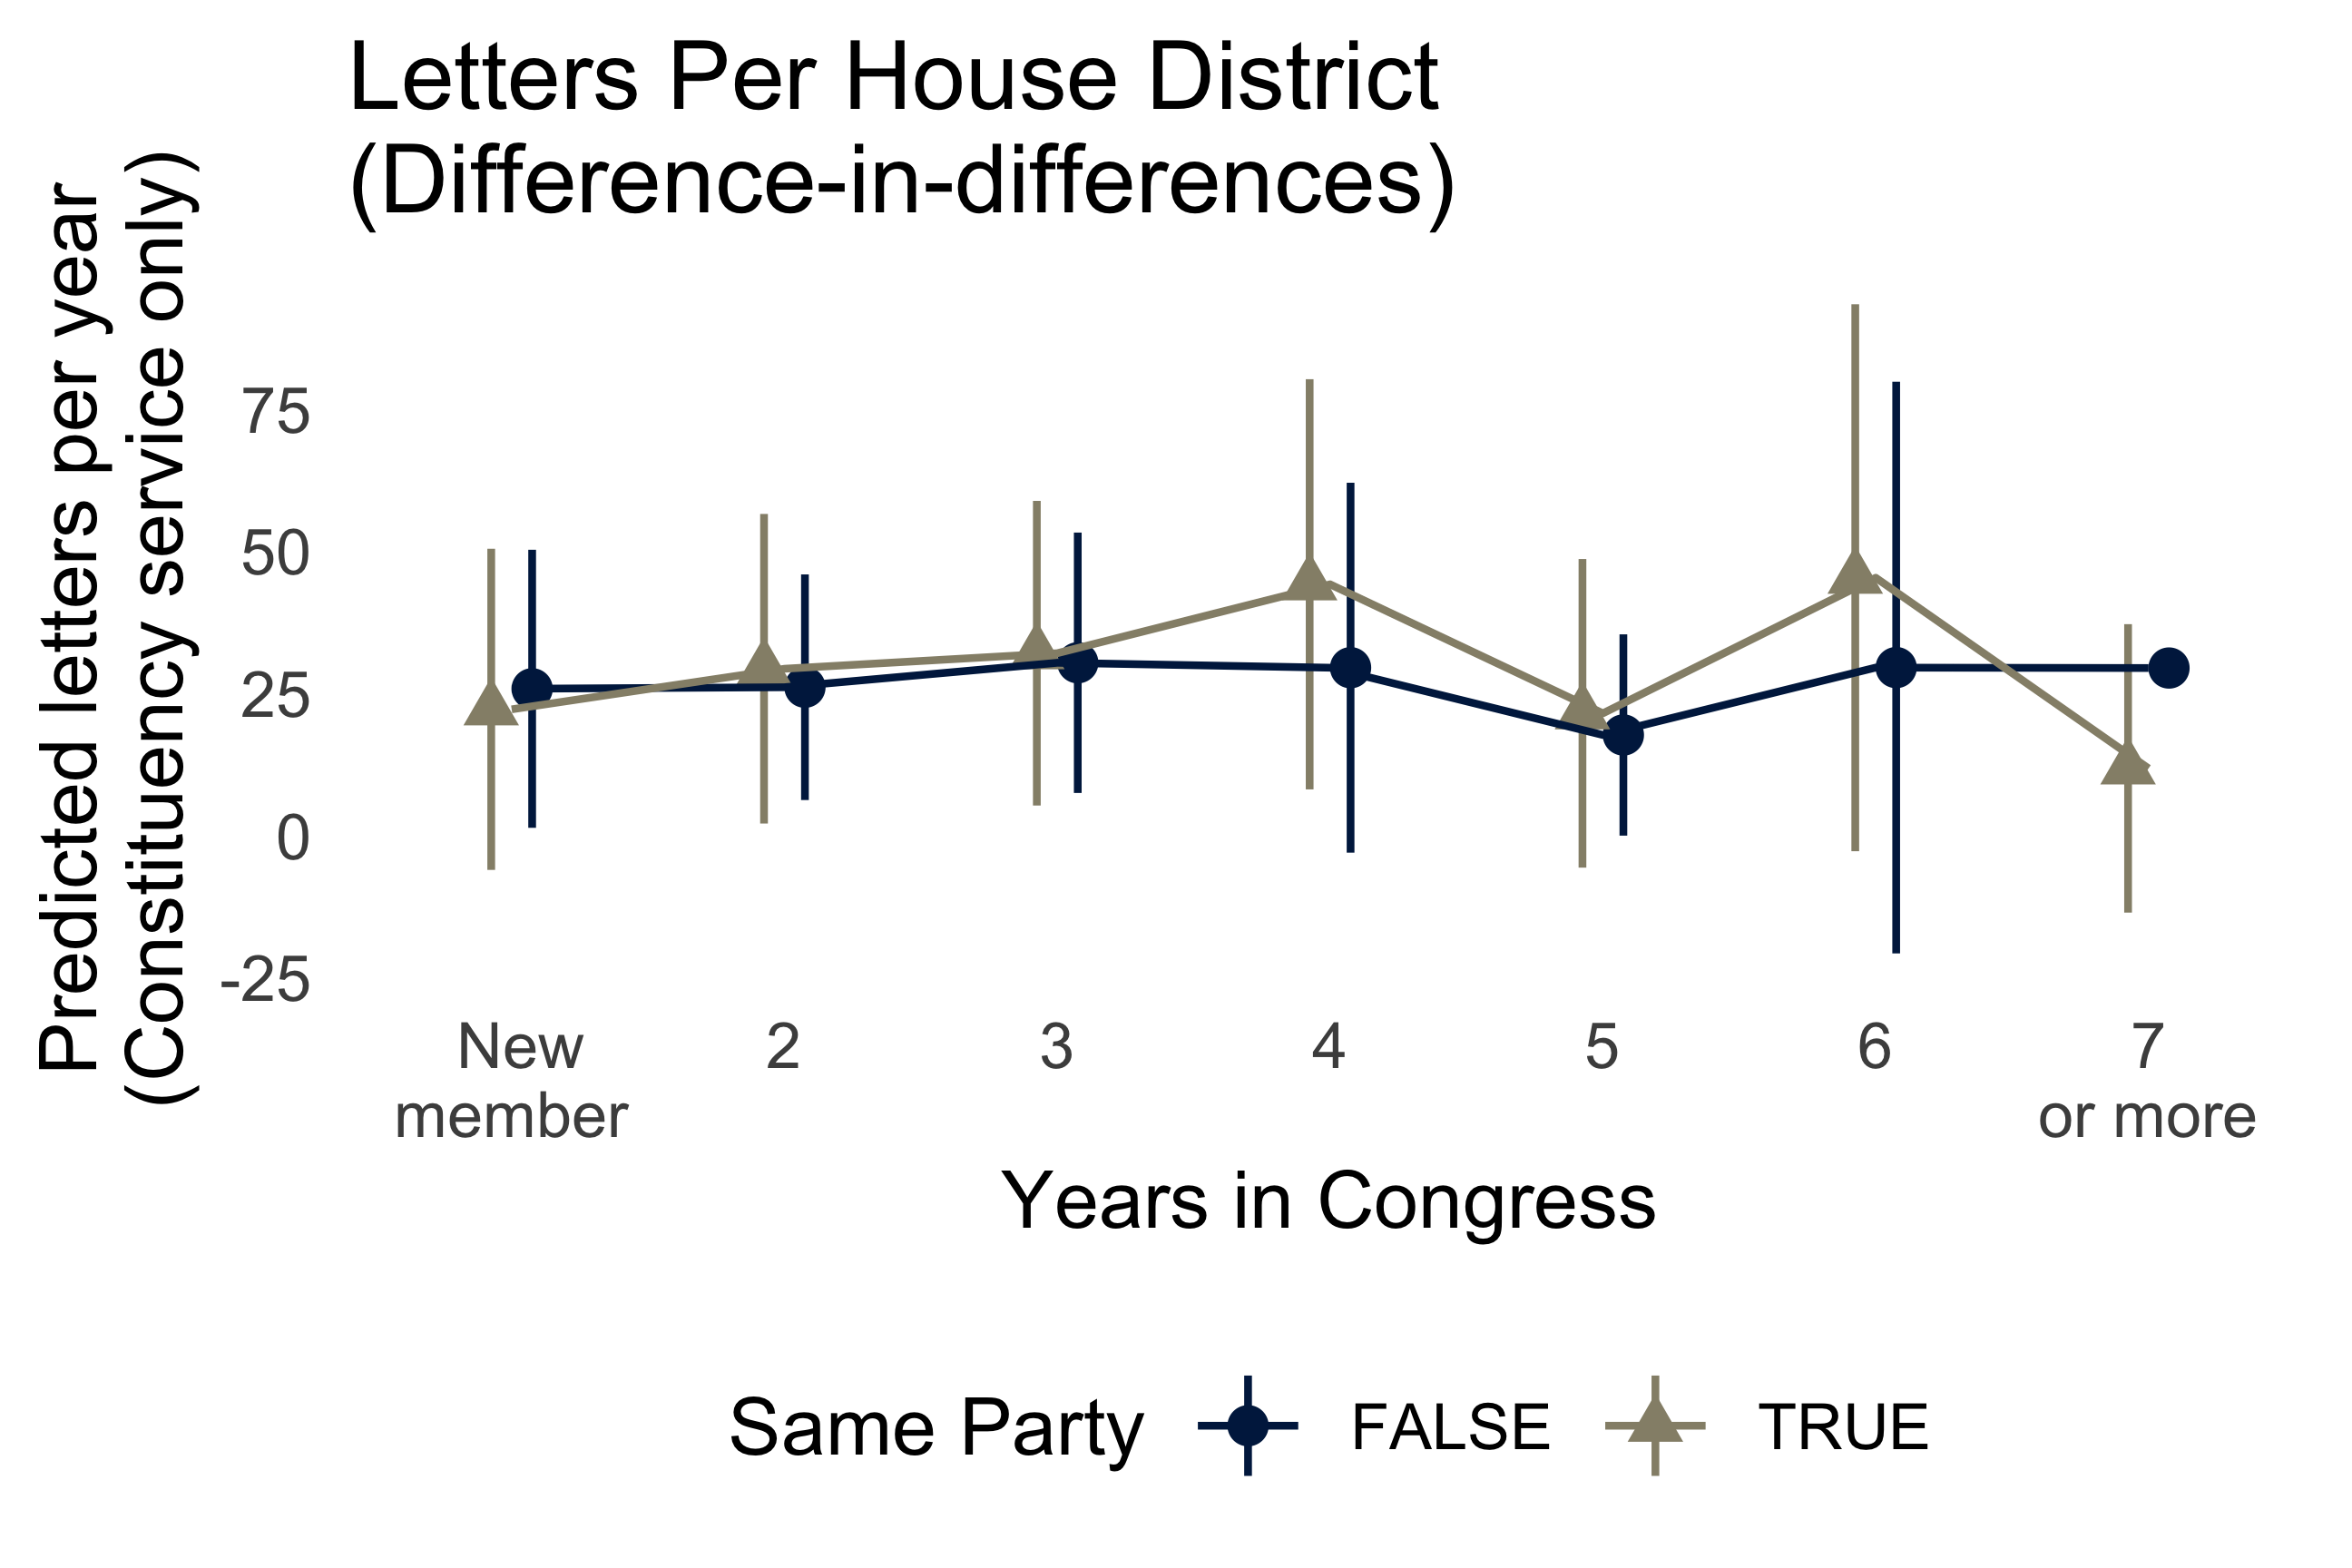 Letters Per House District
(Difference-in-differences)
Predicted letters per year
(Constituency service only)
75
50
25
0
-25
New
member
2
3
4
5
6
7
or more
Years in Congress
Same Party
FALSE
TRUE